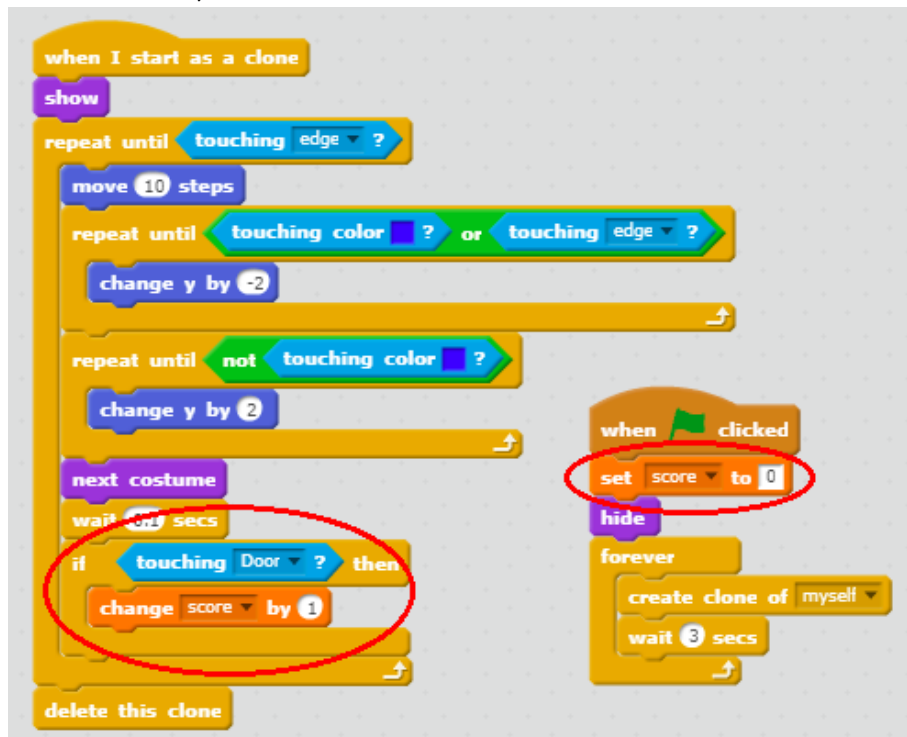 when I start as a clone
show
repeat until touching edge ?
move 10 steps
repeat until touching color ? or touching edge ?
change y by -2
repeat until not touching color ?
change y by 2
next costume
wait 0.1 secs
if touching Door ? then
change score by 1
delete this clone
when clicked
set score to 0
hide
forever
create clone of myself
wait 3 secs